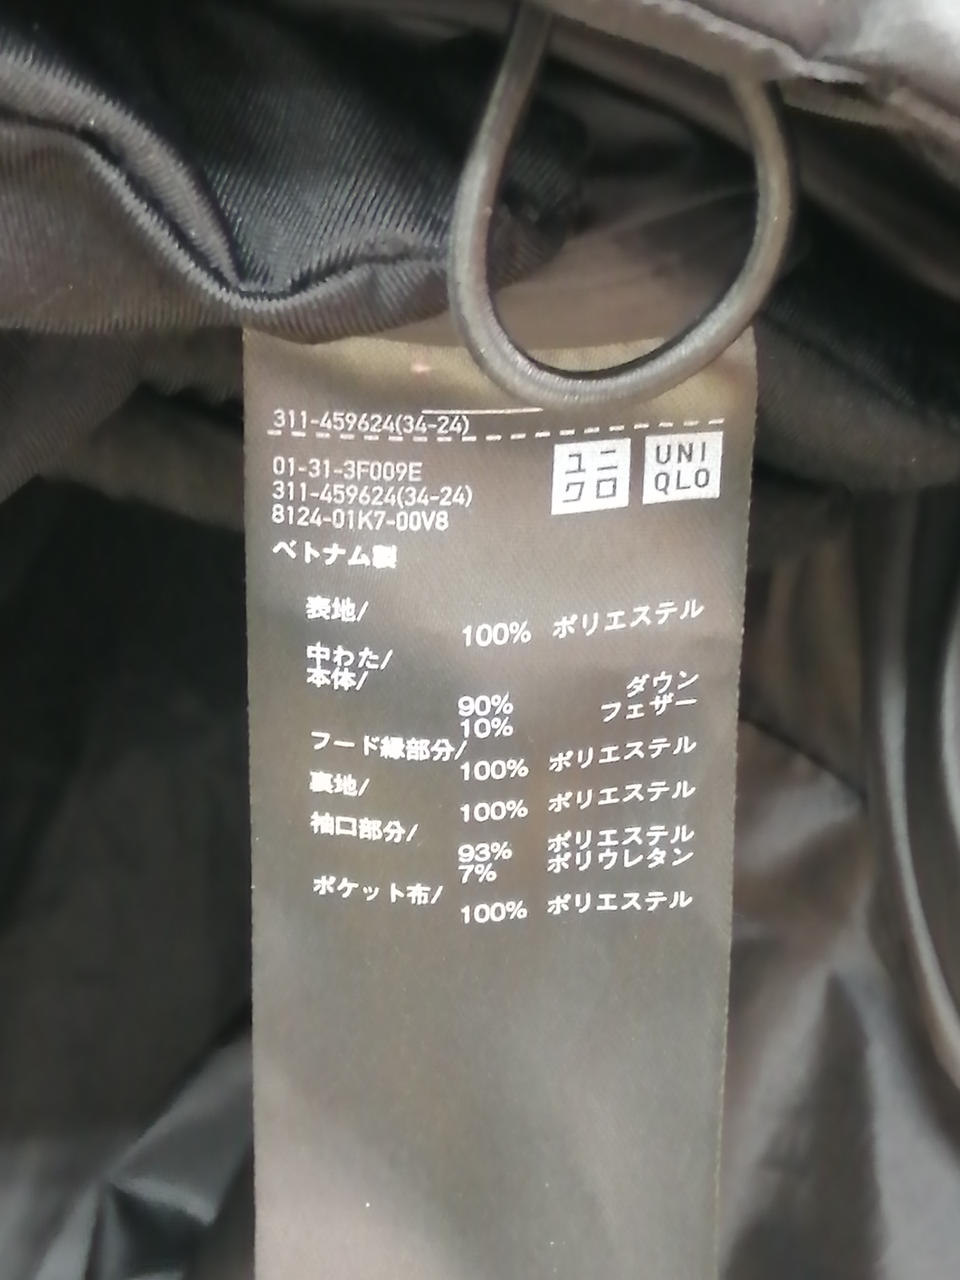 311-459624(34-24)
01-31-3F009E
311-459624(34-24)
8124-01K7-00V8
ユニ
クロ
UNI
QLO
ベトナム製
表地/
100% ポリエステル
中わた/
本体/
90% ダウン
10% フェザー
フード縁部分/
100% ポリエステル
裏地/
100% ポリエステル
袖口部分/
93% ポリエステル
7% ポリウレタン
ポケット布/
100% ポリエステル